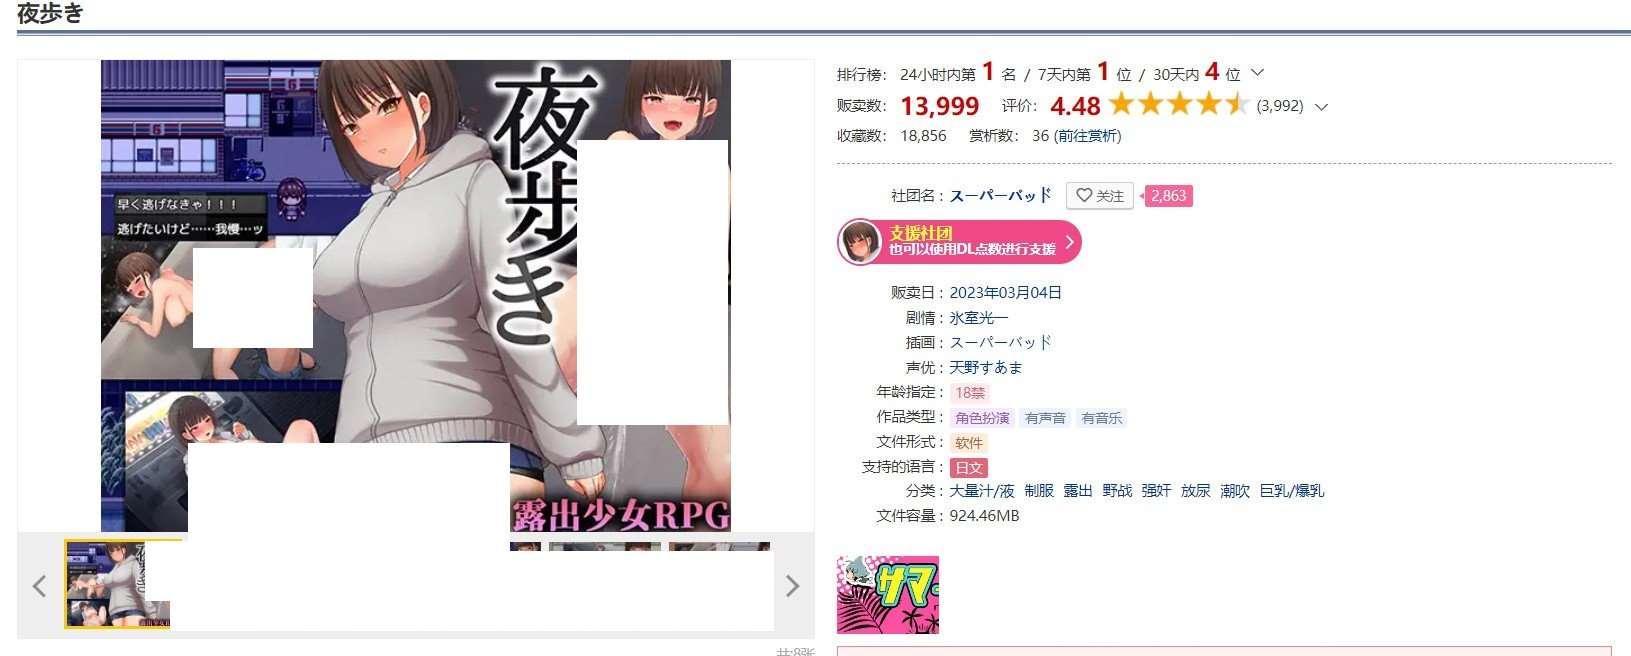 夜歩き
夜歩き
早く逃げなきゃ！！！
逃げたいけど……我慢…ッ
露出少女RPG
排行榜： 24小时内第 1 名 / 7天内第 1 位 / 30天内 4 位
贩卖数： 13,999 评价： 4.48 (3,992)
收藏数： 18,856 赏析数： 36 (前往赏析)
社团名 : スーパーバッド 关注 2,863
支援社团
也可以使用DL点数进行支援
贩卖日 : 2023年03月04日
剧情 : 氷室光一
插画 : スーパーバッド
声优 : 天野すあま
年龄指定 : 18禁
作品类型 : 角色扮演 有声音 有音乐
文件形式 : 软件
支持的语言 : 日文
分类 : 大量汁/液 制服 露出 野战 强奸 放尿 潮吹 巨乳/爆乳
文件容量 : 924.46MB
サマ